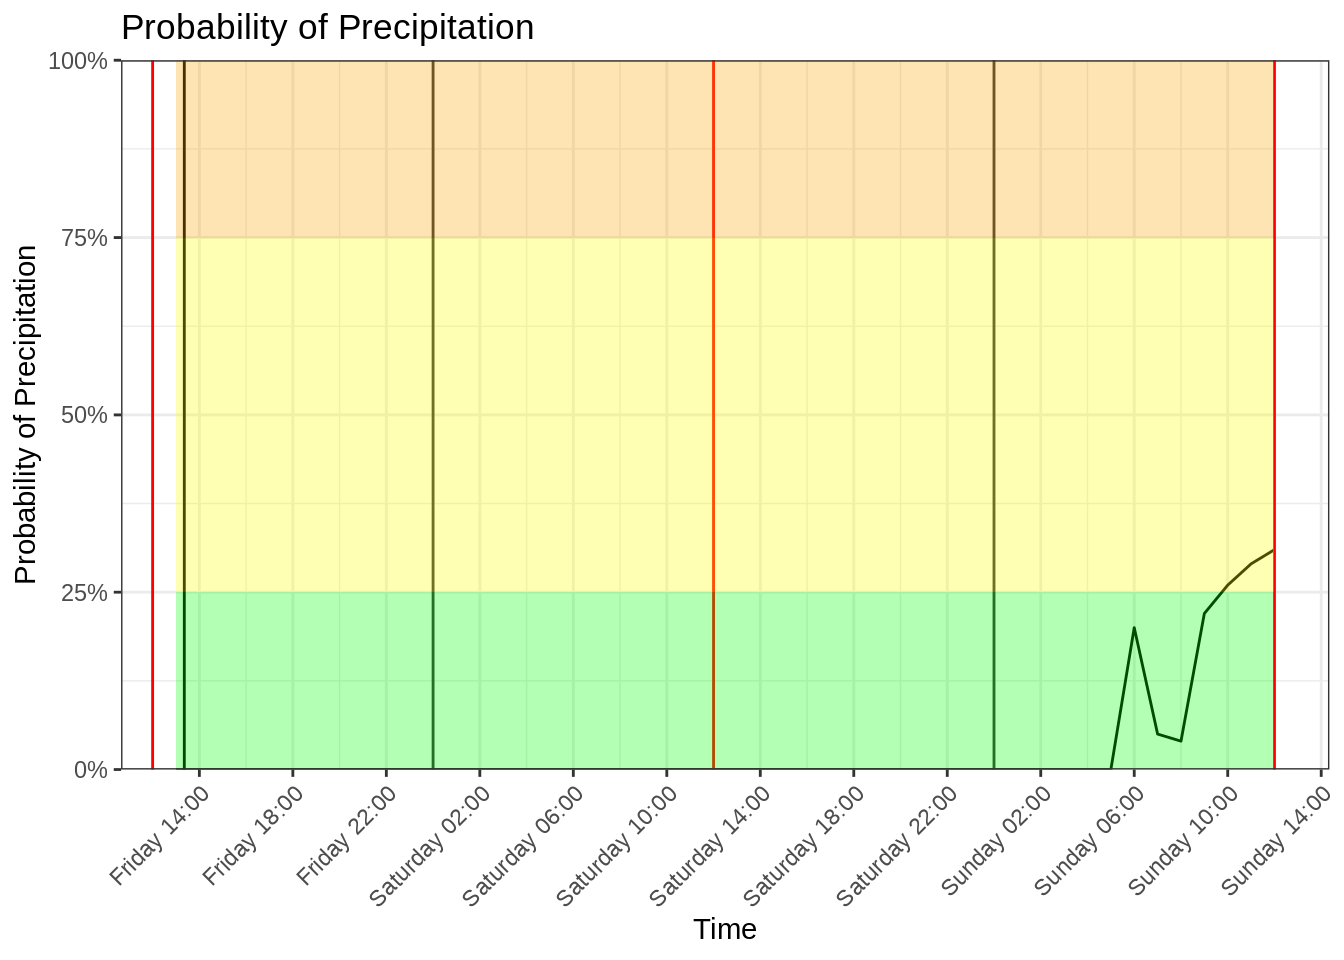 Probability of Precipitation
Probability of Precipitation
100%
75%
50%
25%
0%
Friday 14:00
Friday 18:00
Friday 22:00
Saturday 02:00
Saturday 06:00
Saturday 10:00
Saturday 14:00
Saturday 18:00
Saturday 22:00
Sunday 02:00
Sunday 06:00
Sunday 10:00
Sunday 14:00
Time